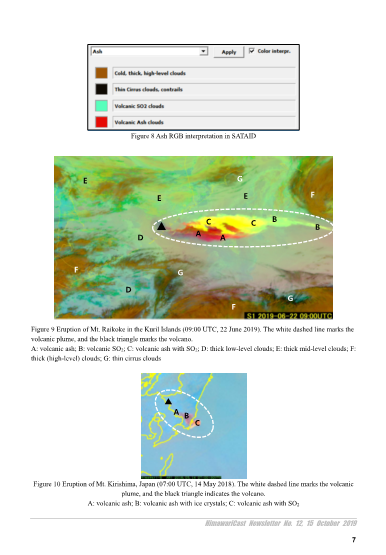 Ash
Apply
Color interpr.
Cold, thick, high-level clouds
Thin Cirrus clouds, contrails
Volcanic SO2 clouds
Volcanic Ash clouds
Figure 8 Ash RGB interpretation in SATAID
E
G
E
E
F
C
C
B
B
A
A
D
F
G
D
G
F
S1 2019-06-22 09:00UTC
Figure 9 Eruption of Mt. Raikoke in the Kuril Islands (09:00 UTC, 22 June 2019). The white dashed line marks the
volcanic plume, and the black triangle marks the volcano.
A: volcanic ash; B: volcanic SO2; C: volcanic ash with SO2; D: thick low-level clouds; E: thick mid-level clouds; F:
thick (high-level) clouds; G: thin cirrus clouds
A
B
C
Figure 10 Eruption of Mt. Kirishima, Japan (07:00 UTC, 14 May 2018). The white dashed line marks the volcanic
plume, and the black triangle indicates the volcano.
A: volcanic ash; B: volcanic ash with ice crystals; C: volcanic ash with SO2
HimawariCast Newsletter No. 12, 15 October 2019
7